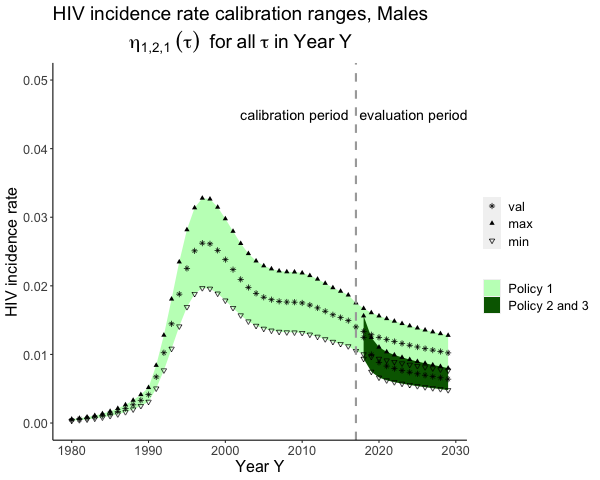 HIV incidence rate calibration ranges, Males
η1,2,1 (τ) for all τ in Year Y
0.05
calibration period evaluation period
0.04
val
0.03
max
min
HIV incidence rate
0.02
Policy 1
Policy 2 and 3
0.01
0.00
1980 1990 2000 2010 2020 2030
Year Y